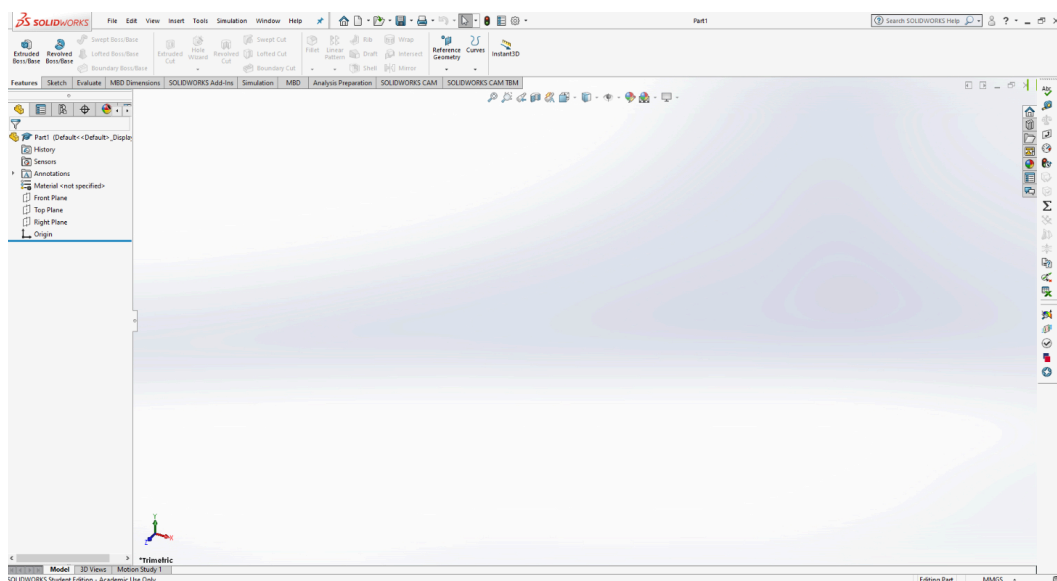 SOLIDWORKS File Edit View Insert Tools Simulation Window Help Part1 Search SOLIDWORKS Help
Extruded Boss/Base
Revolved Boss/Base
Swept Boss/Base
Lofted Boss/Base
Boundary Boss/Base
Extruded Cut
Hole Wizard
Revolved Cut
Swept Cut
Lofted Cut
Boundary Cut
Fillet
Linear Pattern
Rib
Draft
Shell
Wrap
Intersect
Mirror
Reference Geometry
Curves
Instant3D
Features Sketch Evaluate MBD Dimensions SOLIDWORKS Add-Ins Simulation MBD Analysis Preparation SOLIDWORKS CAM SOLIDWORKS CAM TBM
Part1 (Default<<Default>_Display
History
Sensors
Annotations
Material <not specified>
Front Plane
Top Plane
Right Plane
Origin
Y
X
Z
*Trimetric
Model 3D Views Motion Study 1
SOLIDWORKS Student Edition - Academic Use Only Editing Part MMGS